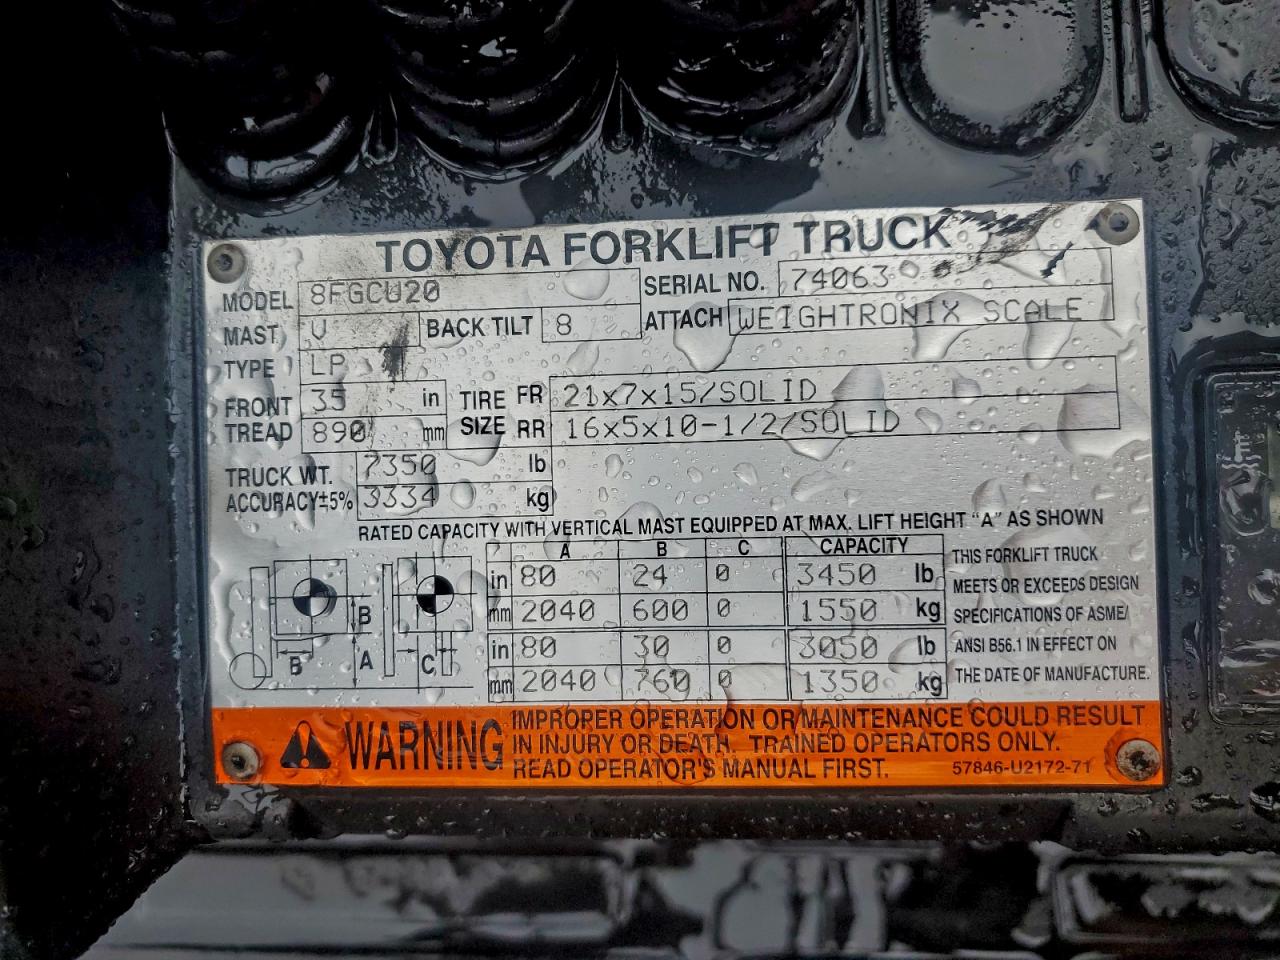 TOYOTA FORKLIFT TRUCK
MODEL 8FGCU20 SERIAL NO. 74063
MAST V BACK TILT 8 ATTACH WEIGHTRONIX SCALE
TYPE LP
FRONT TREAD 35 in TIRE SIZE FR 21x7x15/SOLID
890 mm RR 16x5x10-1/2/SOLID
TRUCK WT. 7350 lb
ACCURACY±5% 3334 kg
RATED CAPACITY WITH VERTICAL MAST EQUIPPED AT MAX. LIFT HEIGHT "A" AS SHOWN
A B C CAPACITY
in 80 24 0 3450 lb
mm 2040 600 0 1550 kg
in 80 30 0 3050 lb
mm 2040 760 0 1350 kg
B
B A C
THIS FORKLIFT TRUCK
MEETS OR EXCEEDS DESIGN
SPECIFICATIONS OF ASME/
ANSI B56.1 IN EFFECT ON
THE DATE OF MANUFACTURE.
WARNING
IMPROPER OPERATION OR MAINTENANCE COULD RESULT
IN INJURY OR DEATH. TRAINED OPERATORS ONLY.
READ OPERATOR'S MANUAL FIRST. 57846-U2172-71